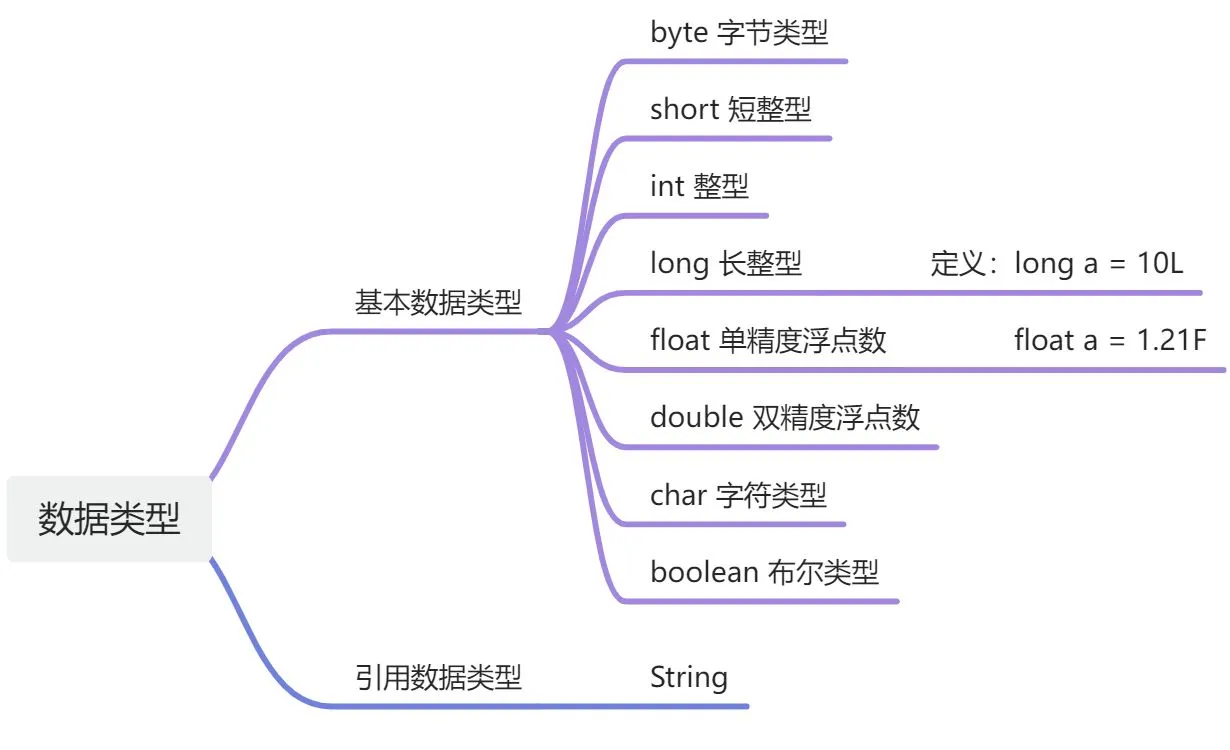 数据类型
基本数据类型
byte 字节类型
short 短整型
int 整型
long 长整型 定义：long a = 10L
float 单精度浮点数 float a = 1.21F
double 双精度浮点数
char 字符类型
boolean 布尔类型
引用数据类型 String